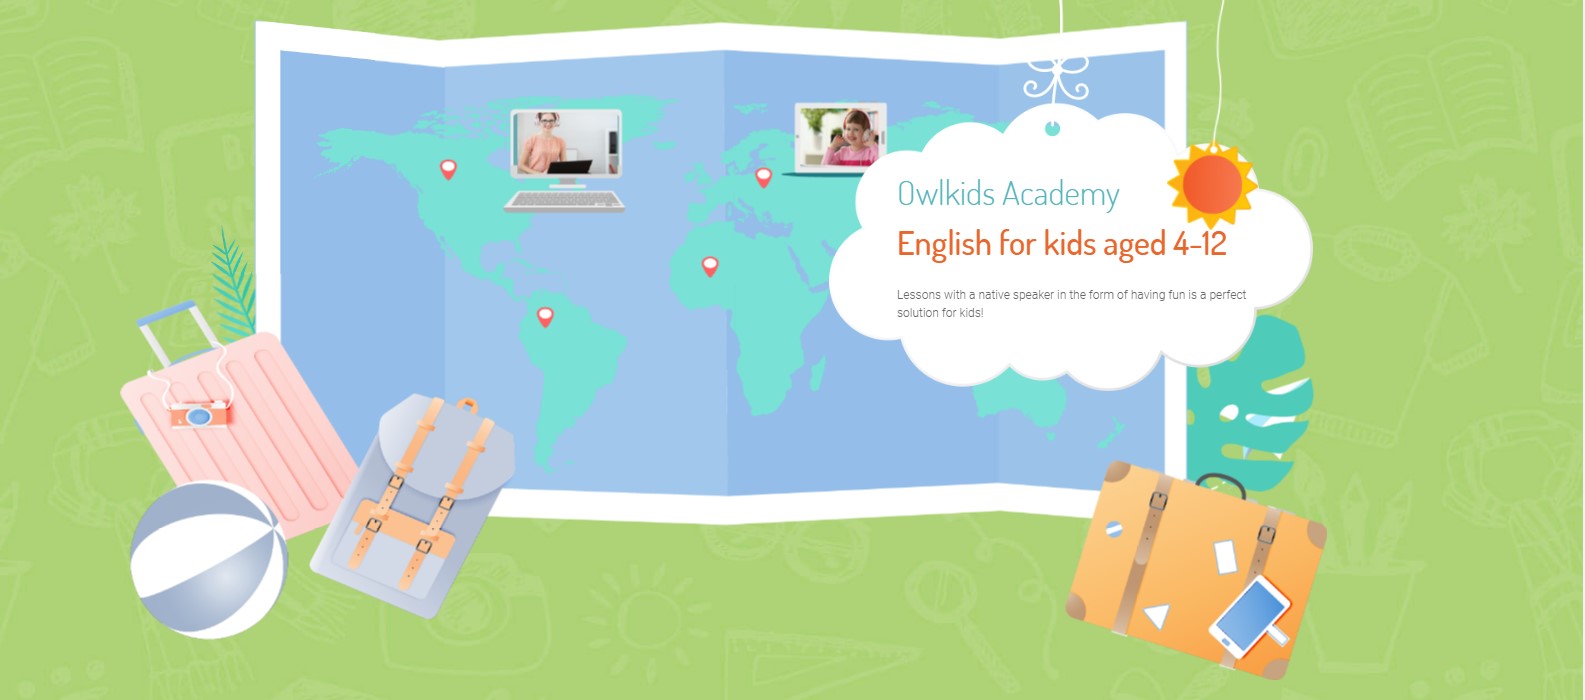 Owlkids Academy
English for kids aged 4-12
Lessons with a native speaker in the form of having fun is a perfect
solution for kids!